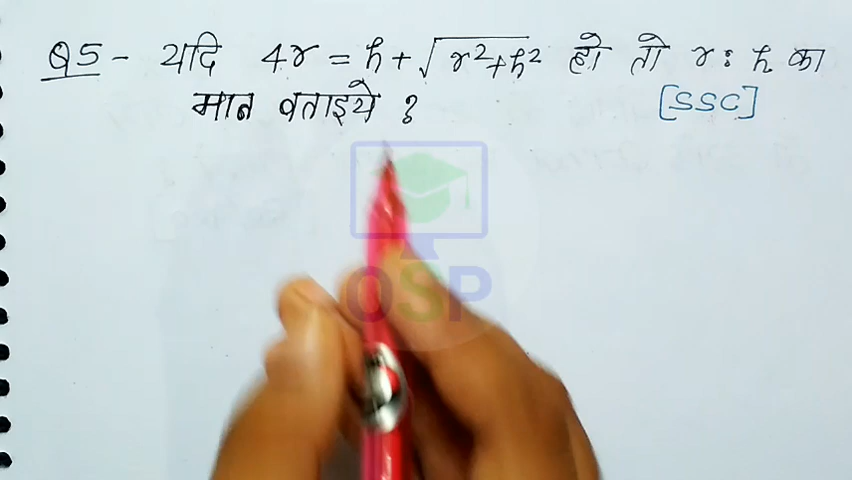 Q5 - यदि 4r = h + √r²+h² हो तो r : h का
मान बताइये ?
[SSC]
OSP